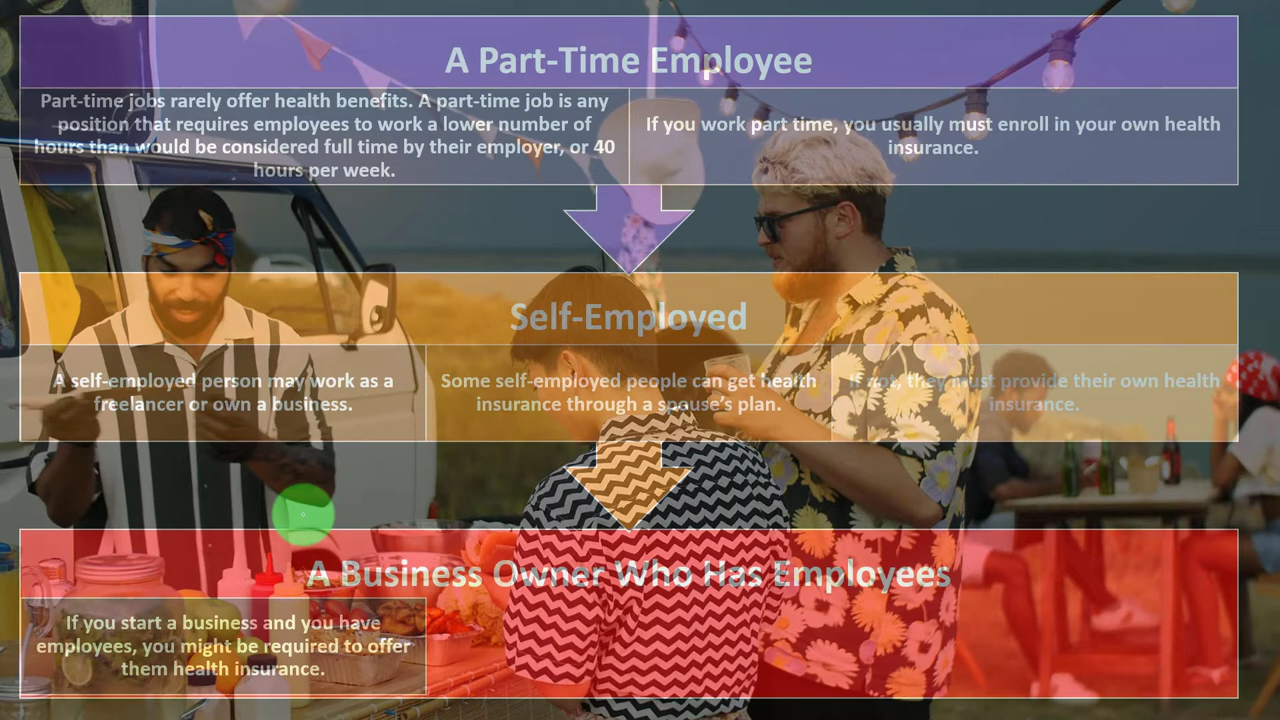 A Part-Time Employee
Part-time jobs rarely offer health benefits. A part-time job is any
position that requires employees to work a lower number of
hours than would be considered full time by their employer, or 40
hours per week.
If you work part time, you usually must enroll in your own health
insurance.
Self-Employed
A self-employed person may work as a
freelancer or own a business.
Some self-employed people can get health
insurance through a spouse’s plan.
If not, they must provide their own health
insurance.
A Business Owner Who Has Employees
If you start a business and you have
employees, you might be required to offer
them health insurance.